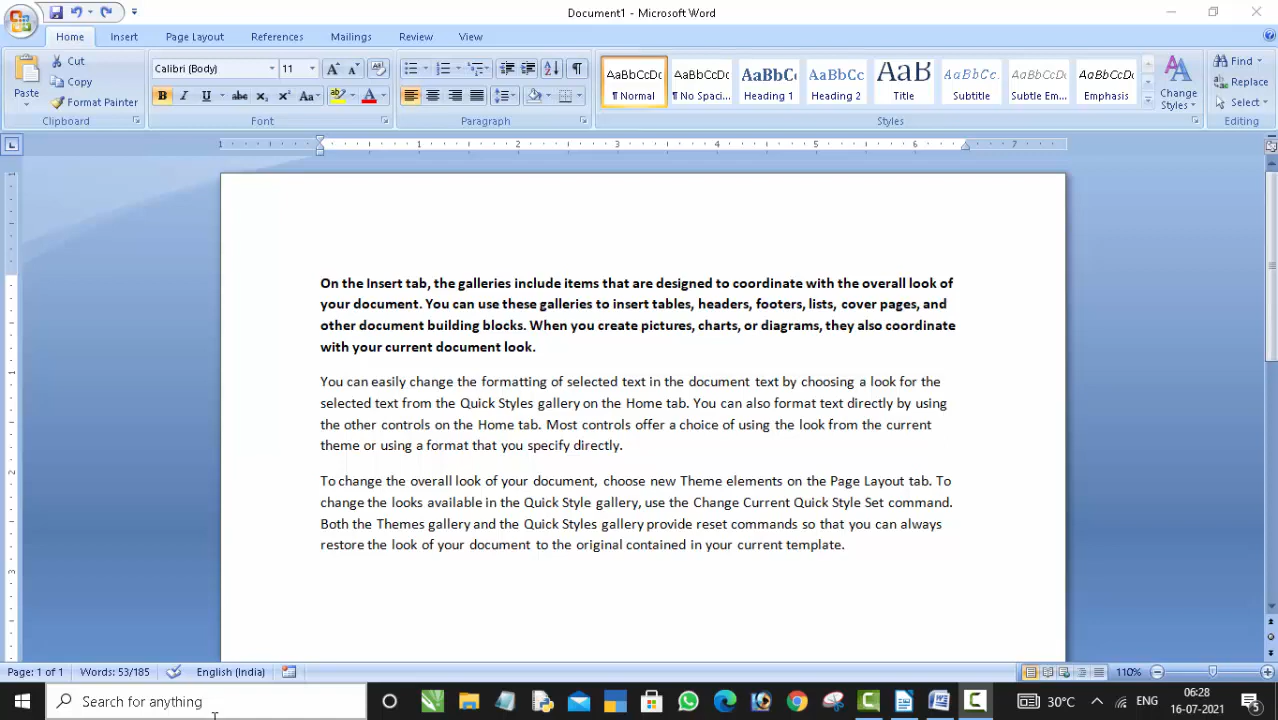 Document1 - Microsoft Word
Home Insert Page Layout References Mailings Review View
Paste
Cut
Copy
Format Painter
Clipboard
Calibri (Body) 11
Font
Paragraph
AaBbCcDc AaBbCcDc AaBbC AaBbCc AaB AaBbCc. AaBbCcDc AaBbCcDc
¶ Normal ¶ No Spaci... Heading 1 Heading 2 Title Subtitle Subtle Em... Emphasis
Change
Styles
Styles
Find
Replace
Select
Editing
1 1 2 3 4 5 6 7
On the Insert tab, the galleries include items that are designed to coordinate with the overall look of
your document. You can use these galleries to insert tables, headers, footers, lists, cover pages, and
other document building blocks. When you create pictures, charts, or diagrams, they also coordinate
with your current document look.
You can easily change the formatting of selected text in the document text by choosing a look for the
selected text from the Quick Styles gallery on the Home tab. You can also format text directly by using
the other controls on the Home tab. Most controls offer a choice of using the look from the current
theme or using a format that you specify directly.
To change the overall look of your document, choose new Theme elements on the Page Layout tab. To
change the looks available in the Quick Style gallery, use the Change Current Quick Style Set command.
Both the Themes gallery and the Quick Styles gallery provide reset commands so that you can always
restore the look of your document to the original contained in your current template.
Page: 1 of 1 Words: 53/185 English (India) 110%
Search for anything
30°C ENG
06:28
16-07-2021